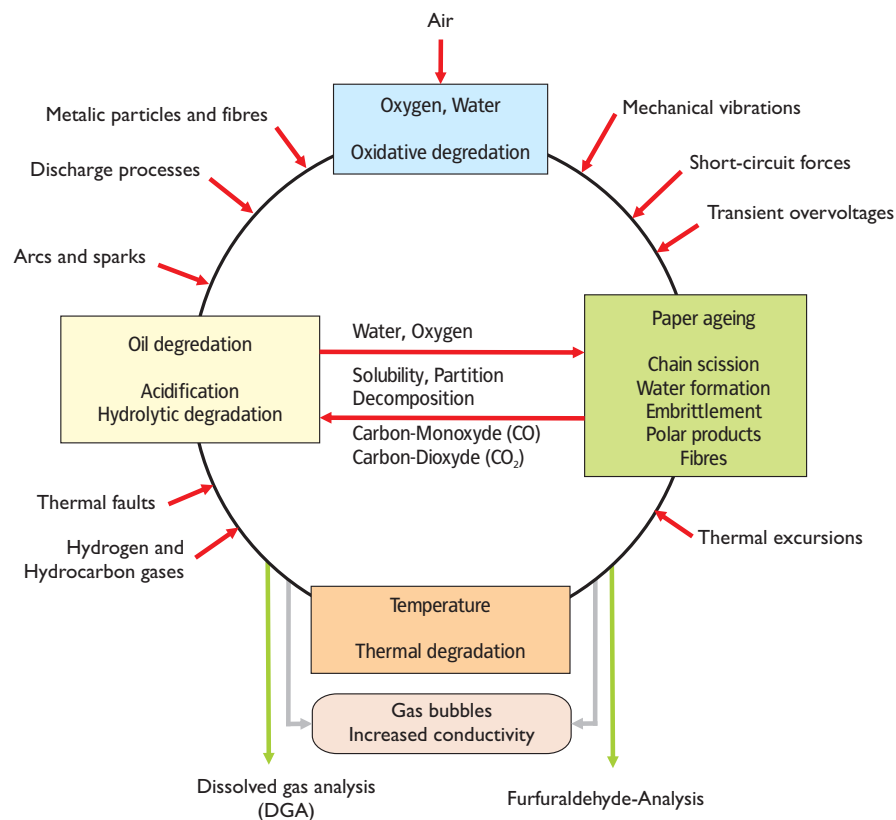 Air
Oxygen, Water
Oxidative degredation
Metalic particles and fibres
Discharge processes
Arcs and sparks
Mechanical vibrations
Short-circuit forces
Transient overvoltages
Oil degredation
Acidification
Hydrolytic degradation
Water, Oxygen
Solubility, Partition
Decomposition
Carbon-Monoxyde (CO)
Carbon-Dioxyde (CO₂)
Paper ageing
Chain scission
Water formation
Embrittlement
Polar products
Fibres
Thermal faults
Hydrogen and
Hydrocarbon gases
Thermal excursions
Temperature
Thermal degradation
Gas bubbles
Increased conductivity
Dissolved gas analysis
(DGA)
Furfuraldehyde-Analysis